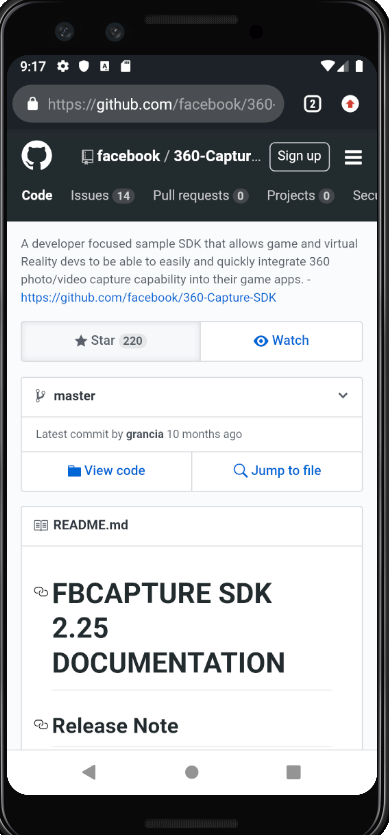 9:17
https://github.com/facebook/360-
2
facebook / 360-Captur...
Sign up
Code
Issues 14
Pull requests 0
Projects 0
Secu
A developer focused sample SDK that allows game and virtual
Reality devs to be able to easily and quickly integrate 360
photo/video capture capability into their game apps. -
https://github.com/facebook/360-Capture-SDK
Star 220
Watch
master
Latest commit by grancia 10 months ago
View code
Jump to file
README.md
FBCAPTURE SDK
2.25
DOCUMENTATION
Release Note